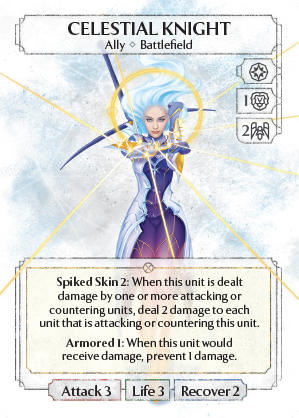 CELESTIAL KNIGHT
Ally ◇ Battlefield
1
2
Spiked Skin 2: When this unit is dealt
damage by one or more attacking or
countering units, deal 2 damage to each
unit that is attacking or countering this unit.
Armored 1: When this unit would
receive damage, prevent 1 damage.
Attack 3 Life 3 Recover 2